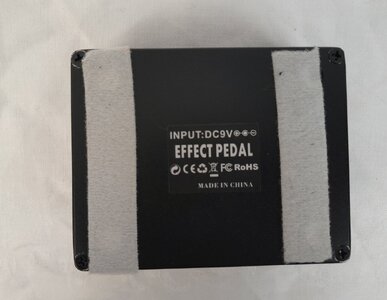 INPUT:DC9V
EFFECT PEDAL
CE FC RoHS
MADE IN CHINA